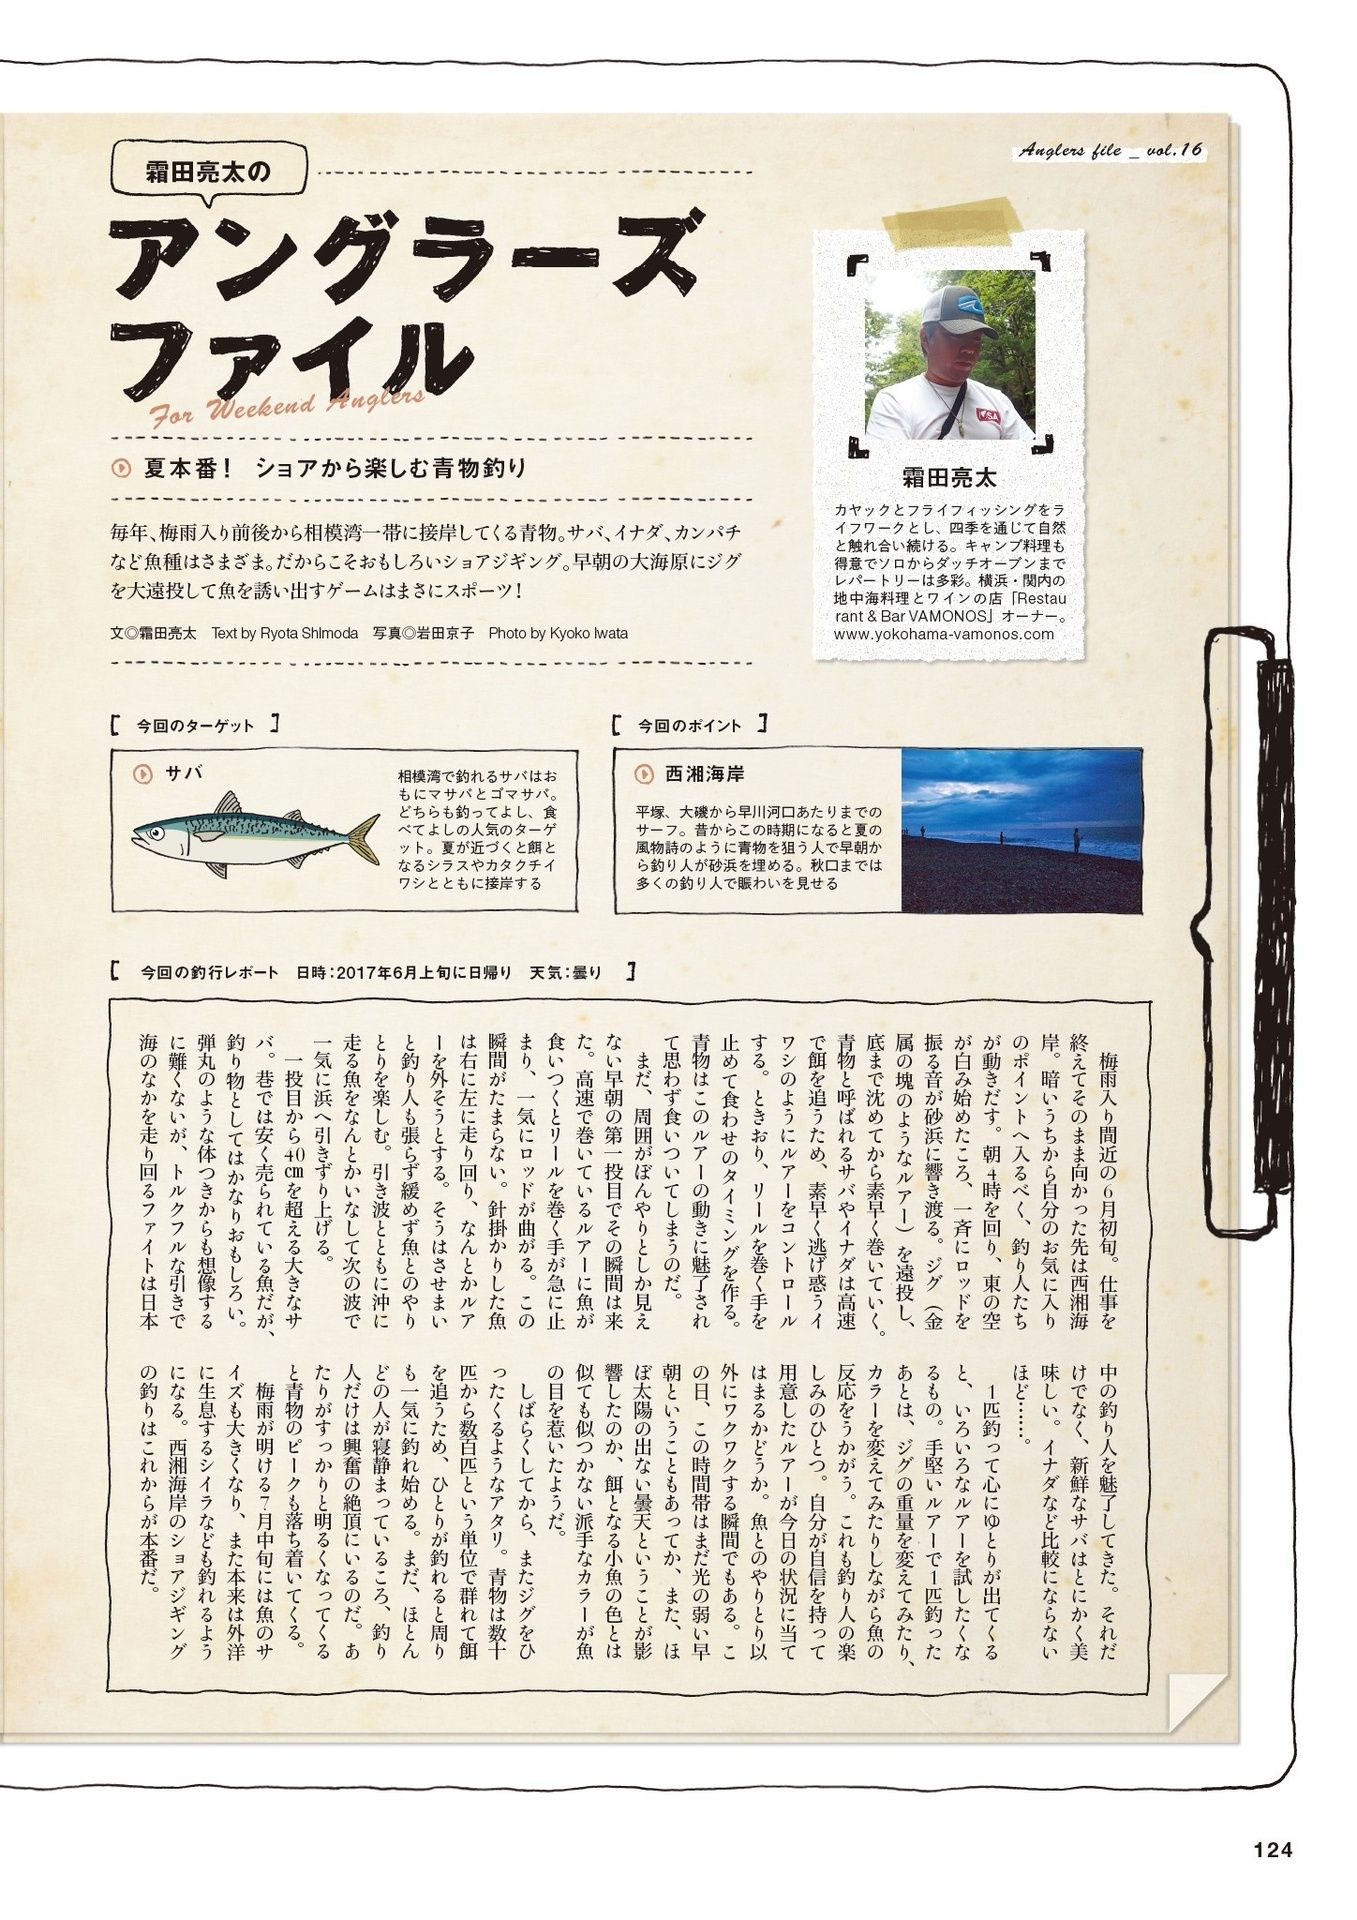 Anglers file _ vol.16
霜田亮太の
アングラーズ
ファイル
For Weekend Anglers
夏本番！　ショアから楽しむ青物釣り
毎年、梅雨入り前後から相模湾一帯に接岸してくる青物。サバ、イナダ、カンパチ
など魚種はさまざま。だからこそおもしろいショアジギング。早朝の大海原にジグ
を大遠投して魚を誘い出すゲームはまさにスポーツ！
文◎霜田亮太　Text by Ryota ShImoda　写真◎岩田京子　Photo by Kyoko Iwata
霜田亮太
カヤックとフライフィッシングをラ
イフワークとし、四季を通じて自然
と触れ合い続ける。キャンプ料理も
得意でソロからダッチオーブンまで
レパートリーは多彩。横浜・関内の
地中海料理とワインの店「Restau
rant & Bar VAMONOS」オーナー。
www.yokohama-vamonos.com
［　今回のターゲット　］
サバ
相模湾で釣れるサバはお
もにマサバとゴマサバ。
どちらも釣ってよし、食
べてよしの人気のターゲ
ット。夏が近づくと餌と
なるシラスやカタクチイ
ワシとともに接岸する
［　今回のポイント　］
西湘海岸
平塚、大磯から早川河口あたりまでの
サーフ。昔からこの時期になると夏の
風物詩のように青物を狙う人で早朝か
ら釣り人が砂浜を埋める。秋口までは
多くの釣り人で賑わいを見せる
［　今回の釣行レポート　日時：2017年6月上旬に日帰り　天気：曇り　］
梅雨入り間近の6月初旬。仕事を
終えてそのまま向かった先は西湘海
岸。暗いうちから自分のお気に入り
のポイントへ入るべく、釣り人たち
が動きだす。朝4時を回り、東の空
が白み始めたころ、一斉にロッドを
振る音が砂浜に響き渡る。ジグ（金
属の塊のようなルアー）を遠投し、
底まで沈めてから素早く巻いていく。
青物と呼ばれるサバやイナダは高速
で餌を追うため、素早く逃げ惑うイ
ワシのようにルアーをコントロール
する。ときおり、リールを巻く手を
止めて食わせのタイミングを作る。
青物はこのルアーの動きに魅了され
て思わず食いついてしまうのだ。
まだ、周囲がぼんやりとしか見え
ない早朝の第一投目でその瞬間は来
た。高速で巻いているルアーに魚が
食いつくとリールを巻く手が急に止
まり、一気にロッドが曲がる。この
瞬間がたまらない。針掛かりした魚
は右に左に走り回り、なんとかルア
ーを外そうとする。そうはさせまい
と釣り人も張らず緩めず魚とのやり
とりを楽しむ。引き波とともに沖に
走る魚をなんとかいなして次の波で
一気に浜へ引きずり上げる。
一投目から40㎝を超える大きなサ
バ。巷では安く売られている魚だが、
釣り物としてはかなりおもしろい。
弾丸のような体つきからも想像する
に難くないが、トルクフルな引きで
海のなかを走り回るファイトは日本
中の釣り人を魅了してきた。それだ
けでなく、新鮮なサバはとにかく美
味しい。イナダなど比較にならない
ほど……。
1匹釣って心にゆとりが出てくる
と、いろいろなルアーを試したくな
るもの。手堅いルアーで1匹釣った
あとは、ジグの重量を変えてみたり、
カラーを変えてみたりしながら魚の
反応をうかがう。これも釣り人の楽
しみのひとつ。自分が自信を持って
用意したルアーが今日の状況に当て
はまるかどうか。魚とのやりとり以
外にワクワクする瞬間でもある。こ
の日、この時間帯はまだ光の弱い早
朝ということもあってか、また、ほ
ぼ太陽の出ない曇天ということが影
響したのか、餌となる小魚の色とは
似ても似つかない派手なカラーが魚
の目を惹いたようだ。
しばらくしてから、またジグをひ
ったくるようなアタリ。青物は数十
匹から数百匹という単位で群れて餌
を追うため、ひとりが釣れると周り
も一気に釣れ始める。まだ、ほとん
どの人が寝静まっているころ、釣り
人だけは興奮の絶頂にいるのだ。あ
たりがすっかりと明るくなってくる
と青物のピークも落ち着いてくる。
梅雨が明ける7月中旬には魚のサ
イズも大きくなり、また本来は外洋
に生息するシイラなども釣れるよう
になる。西湘海岸のショアジギング
の釣りはこれからが本番だ。
124